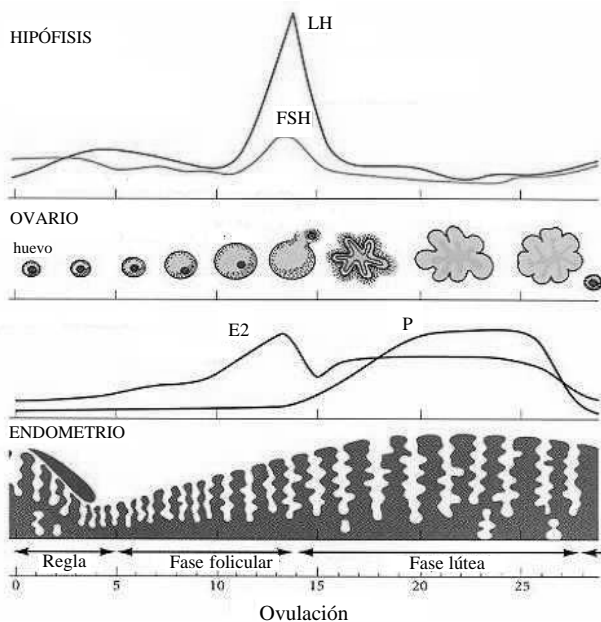 LH
HIPÓFISIS
FSH
OVARIO
huevo
E2
P
ENDOMETRIO
Regla
Fase folicular
Fase lútea
0 5 10 15 20 25
Ovulación